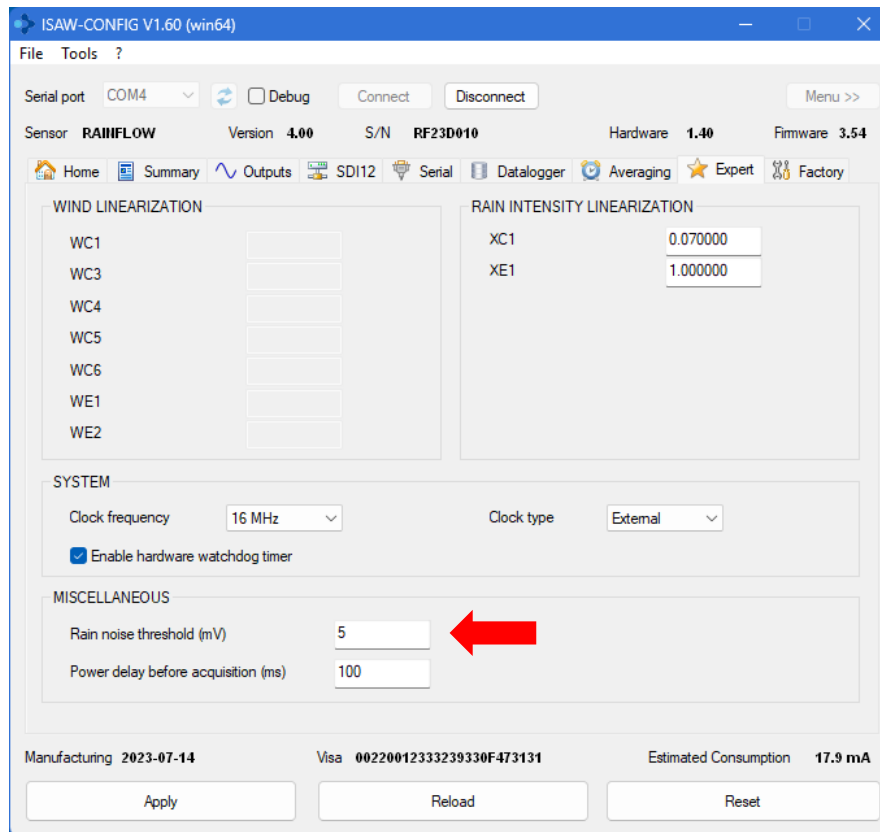 ISAW-CONFIG V1.60 (win64)
File Tools ?
Serial port COM4 Debug Connect Disconnect Menu >>
Sensor RAINFLOW Version 4.00 S/N RF23D010 Hardware 1.40 Firmware 3.54
Home Summary Outputs SDI12 Serial Datalogger Averaging Expert Factory
WIND LINEARIZATION
WC1
WC3
WC4
WC5
WC6
WE1
WE2
RAIN INTENSITY LINEARIZATION
XC1 0.070000
XE1 1.000000
SYSTEM
Clock frequency 16 MHz Clock type External
Enable hardware watchdog timer
MISCELLANEOUS
Rain noise threshold (mV) 5
Power delay before acquisition (ms) 100
Manufacturing 2023-07-14 Visa 00220012333239330F473131 Estimated Consumption 17.9 mA
Apply Reload Reset